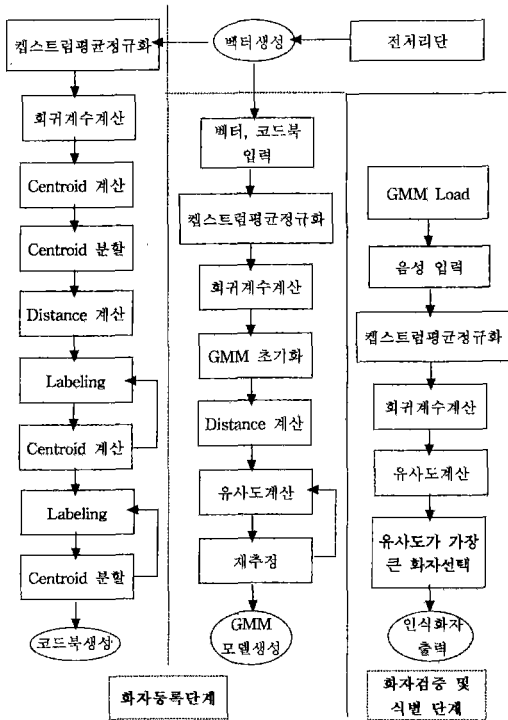 켑스트럼평균정규화
벡터생성
전처리단
회귀계수계산
Centroid 계산
Centroid 분할
Distance 계산
Labeling
Centroid 계산
Labeling
Centroid 분할
코드북생성
벡터, 코드북
입력
켑스트럼평균정규화
회귀계수계산
GMM 초기화
Distance 계산
유사도계산
재추정
GMM
모델생성
GMM Load
음성 입력
켑스트럼평균정규화
회귀계수계산
유사도계산
유사도가 가장
큰 화자선택
인식화자
출력
화자등록단계
화자검증 및
식별 단계